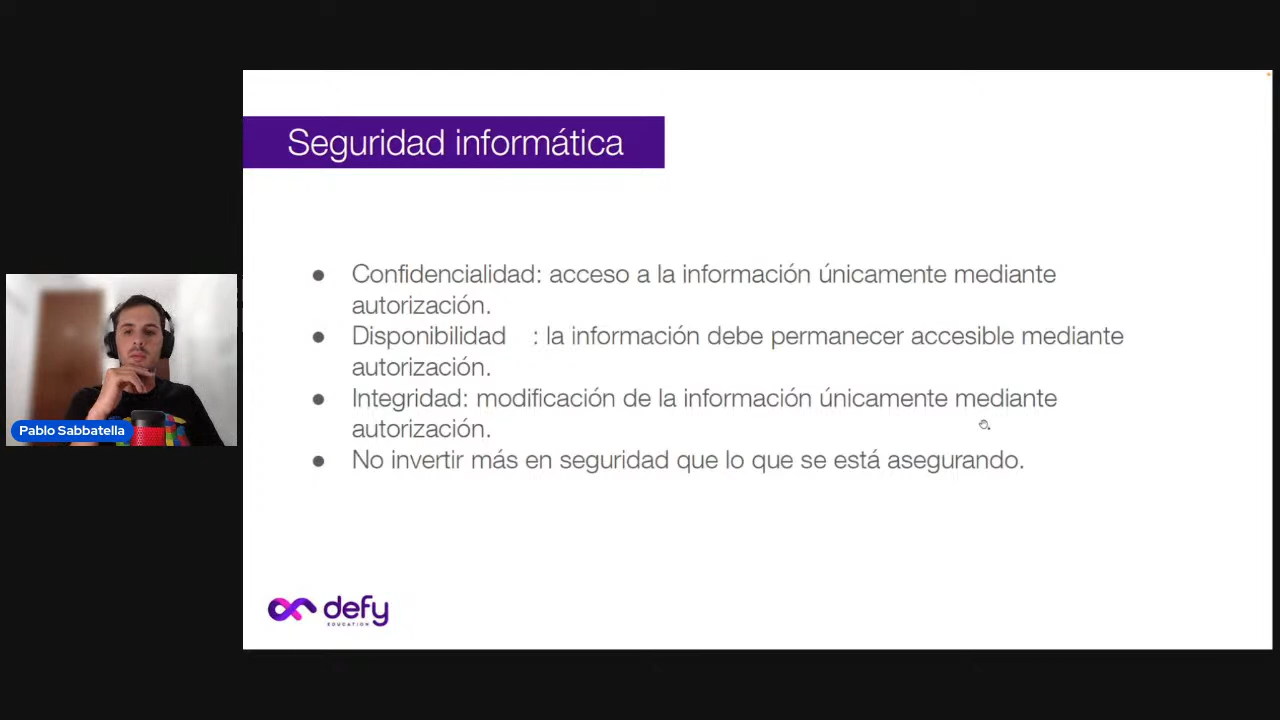 Seguridad informática
● Confidencialidad: acceso a la información únicamente mediante
autorización.
● Disponibilidad : la información debe permanecer accesible mediante
autorización.
● Integridad: modificación de la información únicamente mediante
autorización.
● No invertir más en seguridad que lo que se está asegurando.
Pablo Sabbatella
defy
EDUCATION